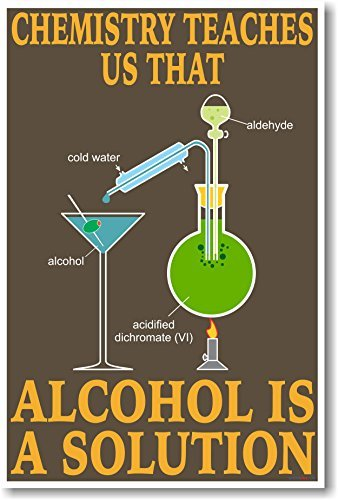 CHEMISTRY TEACHES
US THAT
aldehyde
cold water
alcohol
acidified
dichromate (VI)
ALCOHOL IS
A SOLUTION